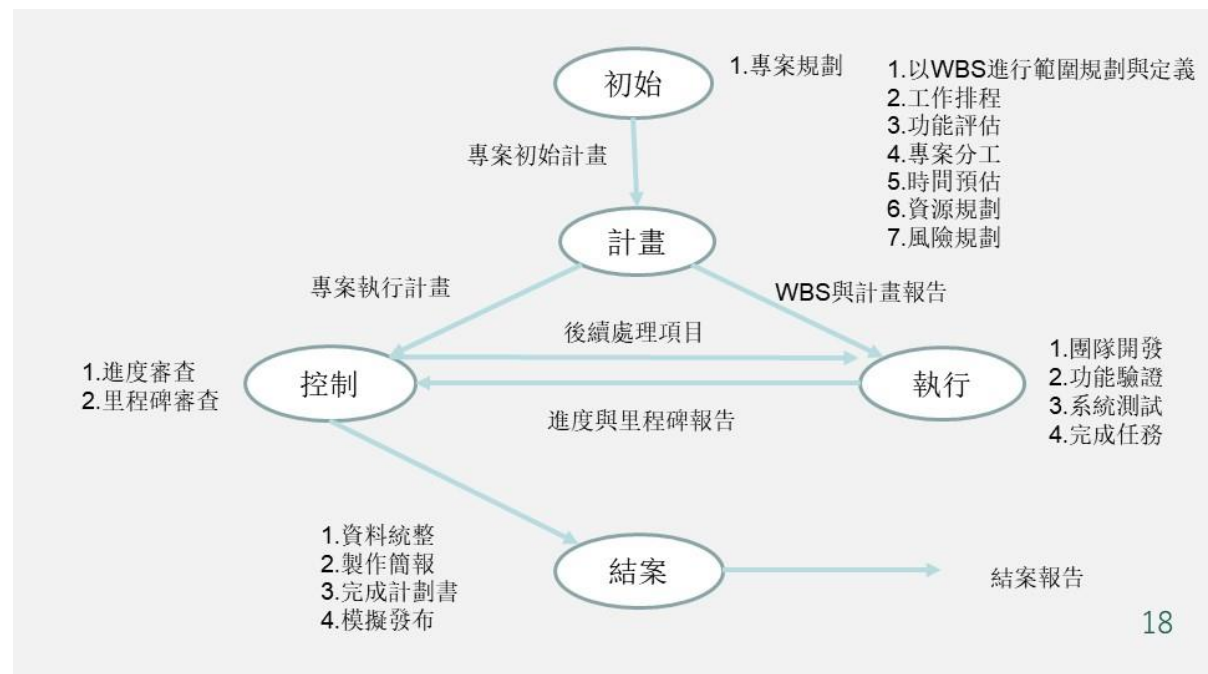 初始
1.專案規劃
1.以WBS進行範圍規劃與定義
2.工作排程
3.功能評估
4.專案分工
5.時間預估
6.資源規劃
7.風險規劃
專案初始計畫
計畫
專案執行計畫
WBS與計畫報告
後續處理項目
1.進度審查
2.里程碑審查
控制
執行
1.團隊開發
2.功能驗證
3.系統測試
4.完成任務
進度與里程碑報告
1.資料統整
2.製作簡報
3.完成計劃書
4.模擬發布
結案
結案報告
18